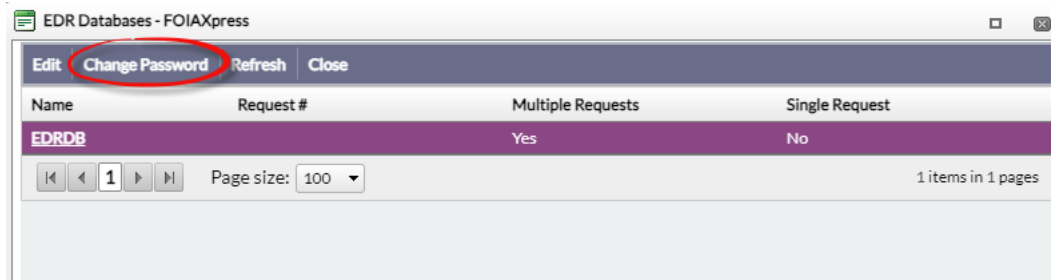 EDR Databases - FOIAXpress
Edit Change Password Refresh Close
Name Request # Multiple Requests Single Request
EDRDB Yes No
1 Page size: 100 1 items in 1 pages